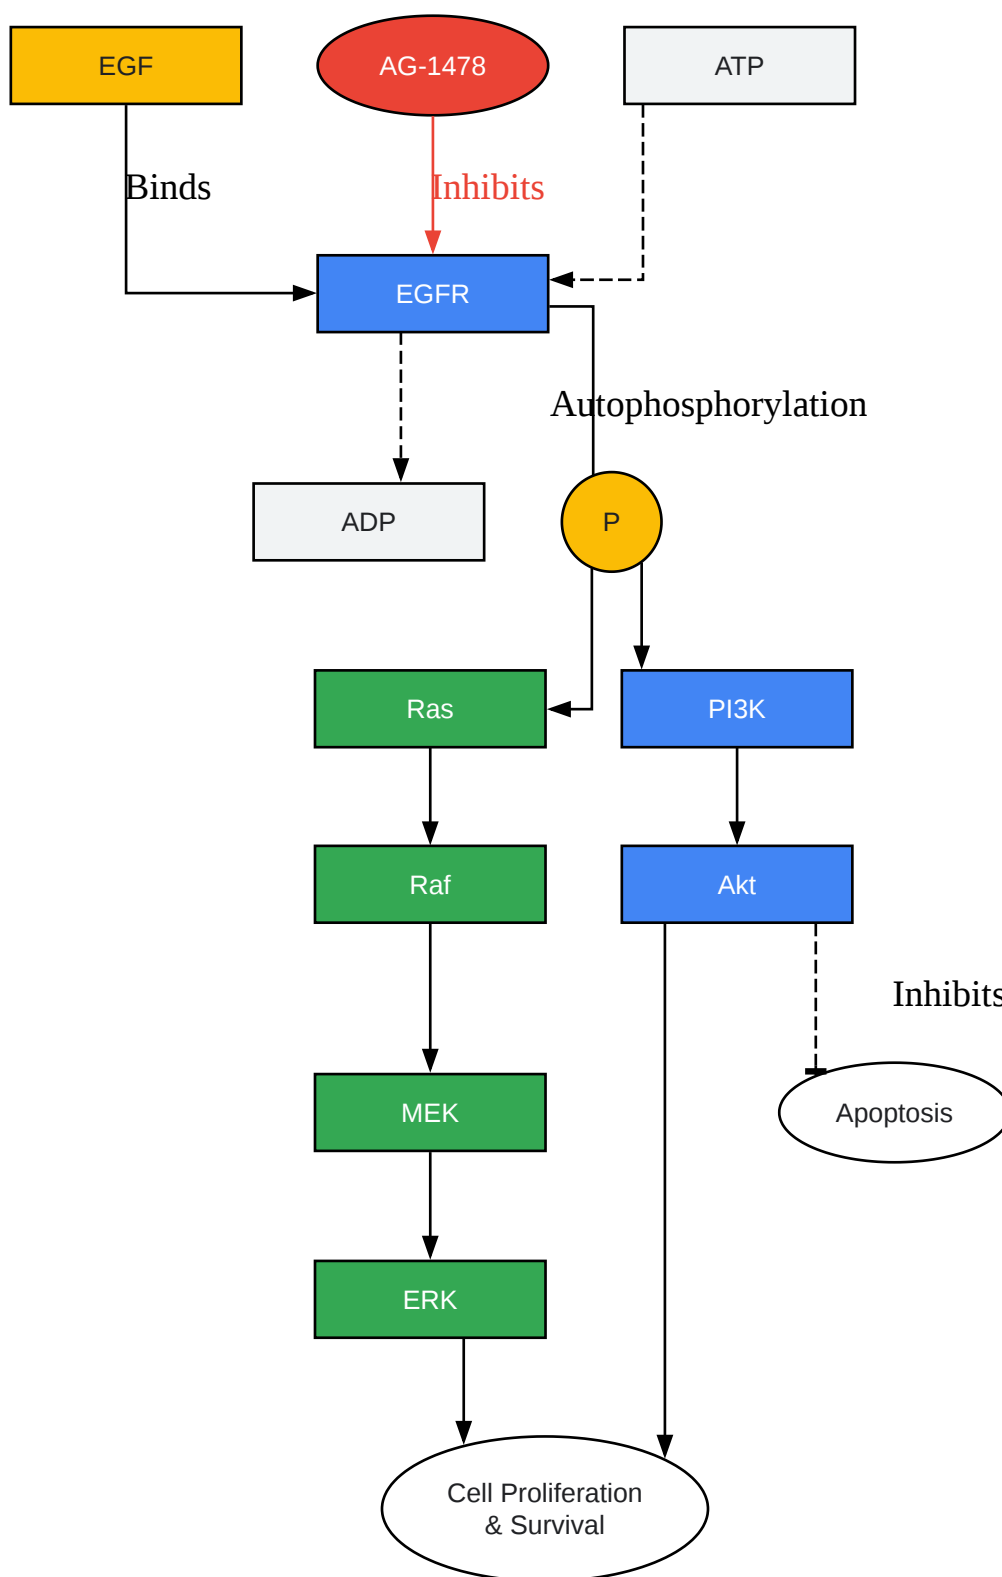 EGF
AG-1478
ATP
Binds
Inhibits
EGFR
Autophosphorylation
ADP
P
Ras
PI3K
Raf
Akt
Inhibits
MEK
Apoptosis
ERK
Cell Proliferation
& Survival